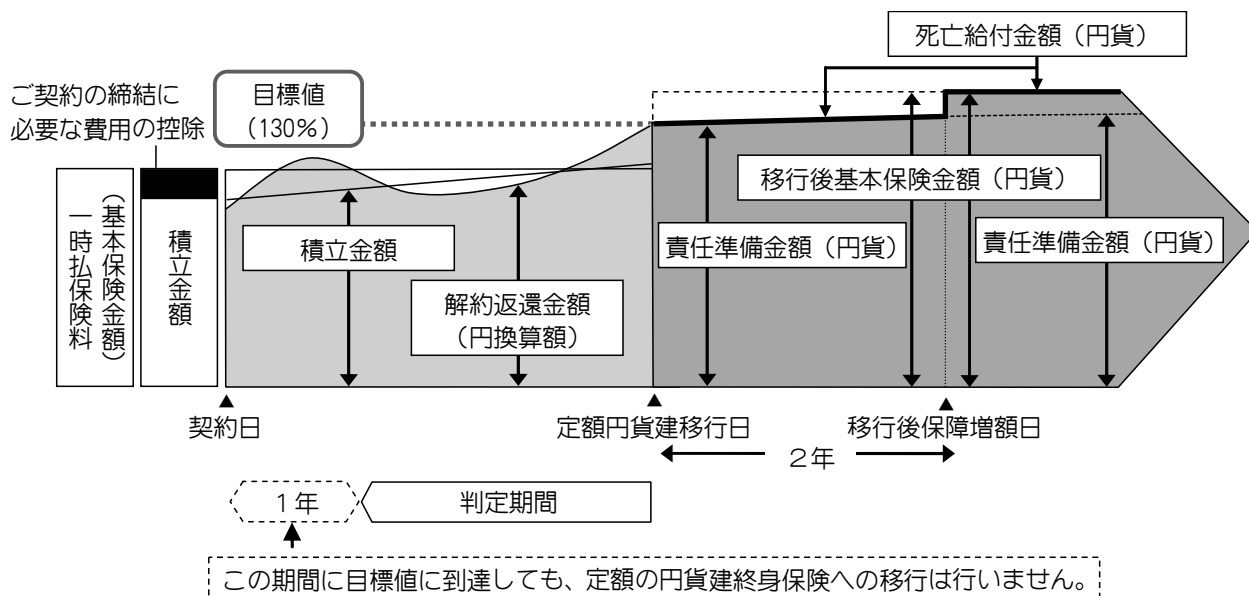 死亡給付金額（円貨）
ご契約の締結に
必要な費用の控除
目標値
（130％）
一時払保険料
（基本保険金額）
積立金額
積立金額
解約返還金額
（円換算額）
移行後基本保険金額（円貨）
責任準備金額（円貨）
責任準備金額（円貨）
契約日
定額円貨建移行日
移行後保障増額日
２年
１年
判定期間
この期間に目標値に到達しても、定額の円貨建終身保険への移行は行いません。